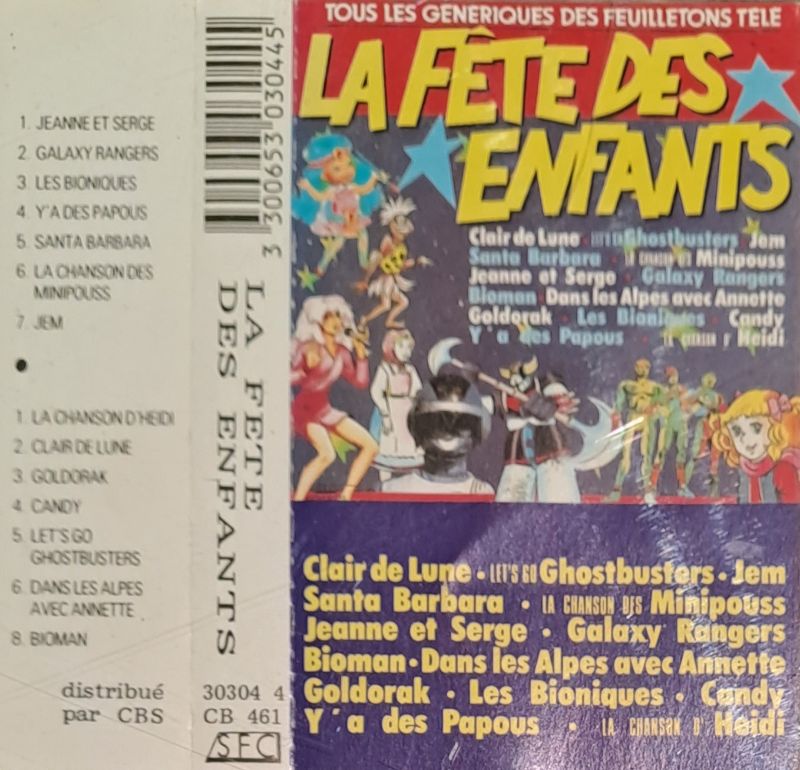 1. JEANNE ET SERGE
2. GALAXY RANGERS
3. LES BIONIQUES
4. Y'A DES PAPOUS
5. SANTA BARBARA
6. LA CHANSON DES
MINIPOUSS
7. JEM
1. LA CHANSON D'HEIDI
2. CLAIR DE LUNE
3. GOLDORAK
4. CANDY
5. LET'S GO
GHOSTBUSTERS
6. DANS LES ALPES
AVEC ANNETTE
8. BIOMAN
distribué
par CBS
3 300653 030445
LA FETE
DES ENFANTS
30304 4
CB 461
SFC
TOUS LES GENERIQUES DES FEUILLETONS TELE
LA FÊTE DES
ENFANTS
Clair de Lune · LET'S GO Ghostbusters · Jem
Santa Barbara · LA CHANSON DES Minipouss
Jeanne et Serge · Galaxy Rangers
Bioman · Dans les Alpes avec Annette
Goldorak · Les Bioniques · Candy
Y'a des Papous · LA CHANSON D' Heidi
Clair de Lune · LET'S GO Ghostbusters · Jem
Santa Barbara · LA CHANSON DES Minipouss
Jeanne et Serge · Galaxy Rangers
Bioman · Dans les Alpes avec Annette
Goldorak · Les Bioniques · Candy
Y'a des Papous · LA CHANSON D' Heidi